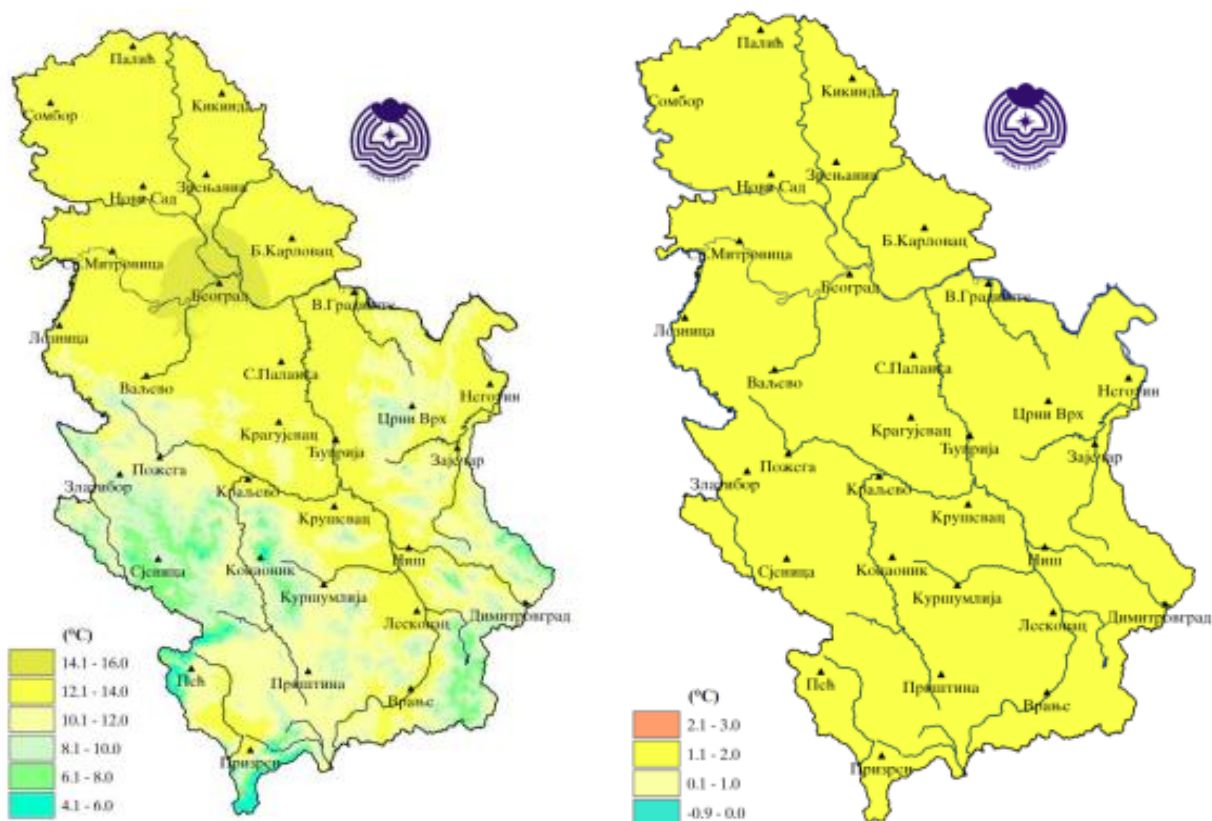 Палић
Кикинда
Сомбор
Зрењанин
Нови Сад
Б.Карловац
Ср.Митровица
Београд
В.Градиште
Лозница
С.Паланка
Ваљево
Неготин
Црни Врх
Крагујевац
Ћуприја
Зајечар
Пожега
Златибор
Краљево
Крушевац
Ниш
Сјеница
Копаоник
Куршумлија
Димитровград
Лесковац
Пећ
Приштина
Врање
Призрен
(°C)
14.1 - 16.0
12.1 - 14.0
10.1 - 12.0
8.1 - 10.0
6.1 - 8.0
4.1 - 6.0
Палић
Кикинда
Сомбор
Зрењанин
Нови Сад
Б.Карловац
Ср.Митровица
Београд
В.Градиште
Лозница
С.Паланка
Ваљево
Неготин
Црни Врх
Крагујевац
Ћуприја
Зајечар
Пожега
Златибор
Краљево
Крушевац
Ниш
Сјеница
Копаоник
Куршумлија
Димитровград
Лесковац
Пећ
Приштина
Врање
Призрен
(°C)
2.1 - 3.0
1.1 - 2.0
0.1 - 1.0
-0.9 - 0.0